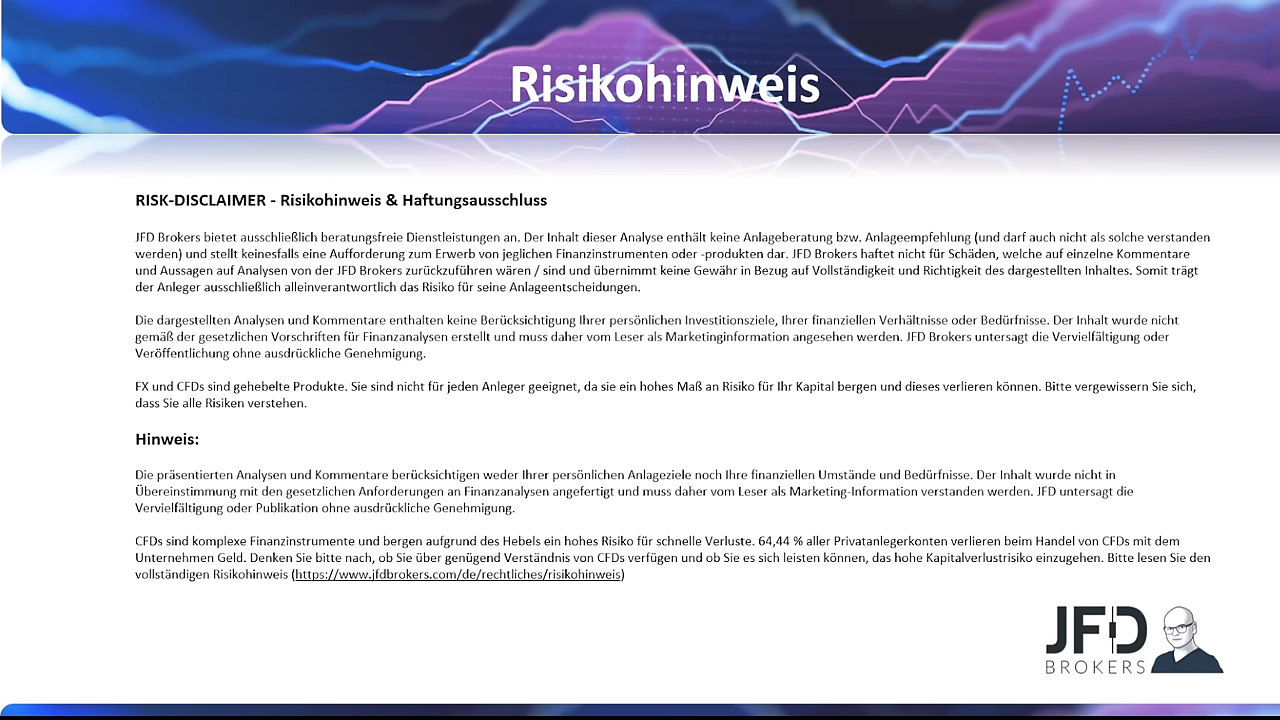 Risikohinweis
RISK-DISCLAIMER - Risikohinweis & Haftungsausschluss
JFD Brokers bietet ausschließlich beratungsfreie Dienstleistungen an. Der Inhalt dieser Analyse enthält keine Anlageberatung bzw. Anlageempfehlung (und darf auch nicht als solche verstanden
werden) und stellt keinesfalls eine Aufforderung zum Erwerb von jeglichen Finanzinstrumenten oder -produkten dar. JFD Brokers haftet nicht für Schäden, welche auf einzelne Kommentare
und Aussagen auf Analysen von der JFD Brokers zurückzuführen wären / sind und übernimmt keine Gewähr in Bezug auf Vollständigkeit und Richtigkeit des dargestellten Inhaltes. Somit trägt
der Anleger ausschließlich alleinverantwortlich das Risiko für seine Anlageentscheidungen.
Die dargestellten Analysen und Kommentare enthalten keine Berücksichtigung Ihrer persönlichen Investitionsziele, Ihrer finanziellen Verhältnisse oder Bedürfnisse. Der Inhalt wurde nicht
gemäß der gesetzlichen Vorschriften für Finanzanalysen erstellt und muss daher vom Leser als Marketinginformation angesehen werden. JFD Brokers untersagt die Vervielfältigung oder
Veröffentlichung ohne ausdrückliche Genehmigung.
FX und CFDs sind gehebelte Produkte. Sie sind nicht für jeden Anleger geeignet, da sie ein hohes Maß an Risiko für Ihr Kapital bergen und dieses verlieren können. Bitte vergewissern Sie sich,
dass Sie alle Risiken verstehen.
Hinweis:
Die präsentierten Analysen und Kommentare berücksichtigen weder Ihrer persönlichen Anlageziele noch Ihre finanziellen Umstände und Bedürfnisse. Der Inhalt wurde nicht in
Übereinstimmung mit den gesetzlichen Anforderungen an Finanzanalysen angefertigt und muss daher vom Leser als Marketing-Information verstanden werden. JFD untersagt die
Vervielfältigung oder Publikation ohne ausdrückliche Genehmigung.
CFDs sind komplexe Finanzinstrumente und bergen aufgrund des Hebels ein hohes Risiko für schnelle Verluste. 64,44 % aller Privatanlegerkonten verlieren beim Handel von CFDs mit dem
Unternehmen Geld. Denken Sie bitte nach, ob Sie über genügend Verständnis von CFDs verfügen und ob Sie es sich leisten können, das hohe Kapitalverlustrisiko einzugehen. Bitte lesen Sie den
vollständigen Risikohinweis (https://www.jfdbrokers.com/de/rechtliches/risikohinweis)
JFD
BROKERS